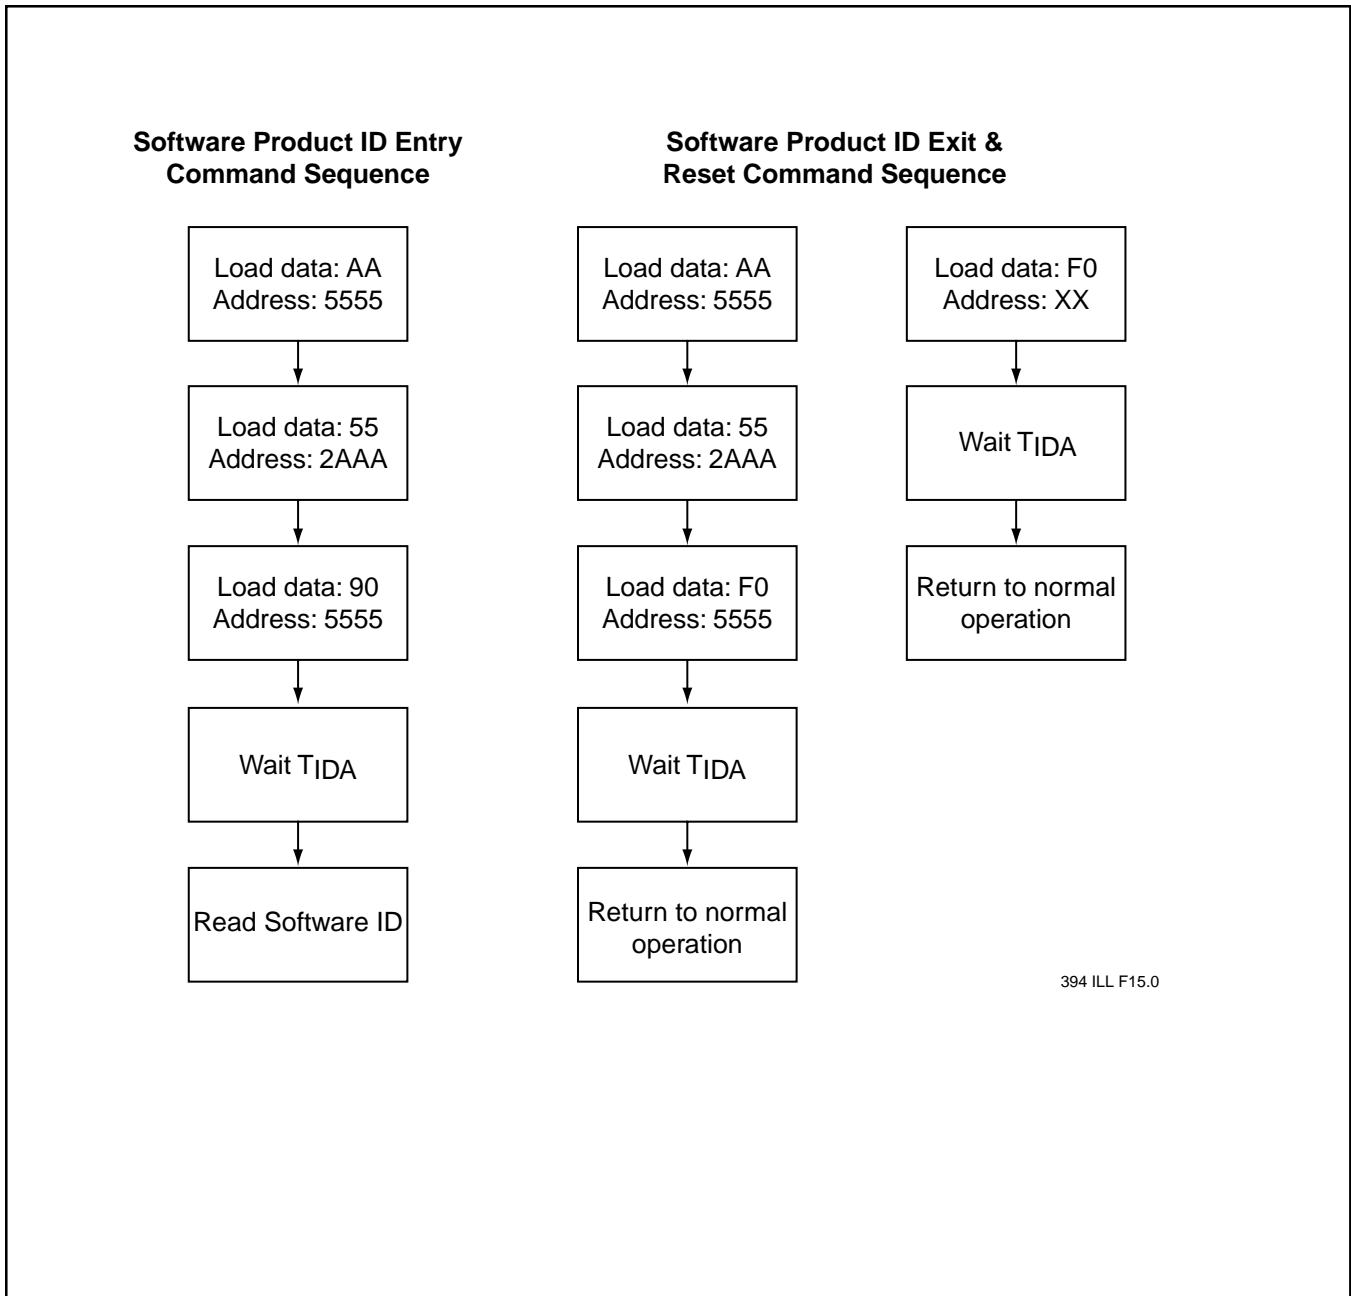 Software Product ID Entry
Command Sequence
Load data: AA
Address: 5555
Load data: 55
Address: 2AAA
Load data: 90
Address: 5555
Wait TIDA
Read Software ID
Software Product ID Exit &
Reset Command Sequence
Load data: AA
Address: 5555
Load data: 55
Address: 2AAA
Load data: F0
Address: 5555
Wait TIDA
Return to normal
operation
Load data: F0
Address: XX
Wait TIDA
Return to normal
operation
394 ILL F15.0